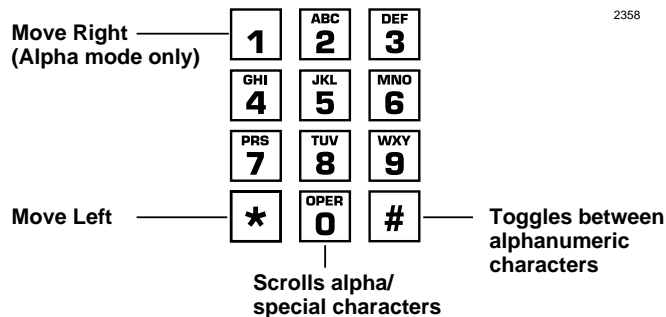 2358
Move Right
(Alpha mode only)
1
ABC
2
DEF
3
GHI
4
JKL
5
MNO
6
PRS
7
TUV
8
WXY
9
Move Left
*
OPER
0
#
Toggles between
alphanumeric
characters
Scrolls alpha/
special characters